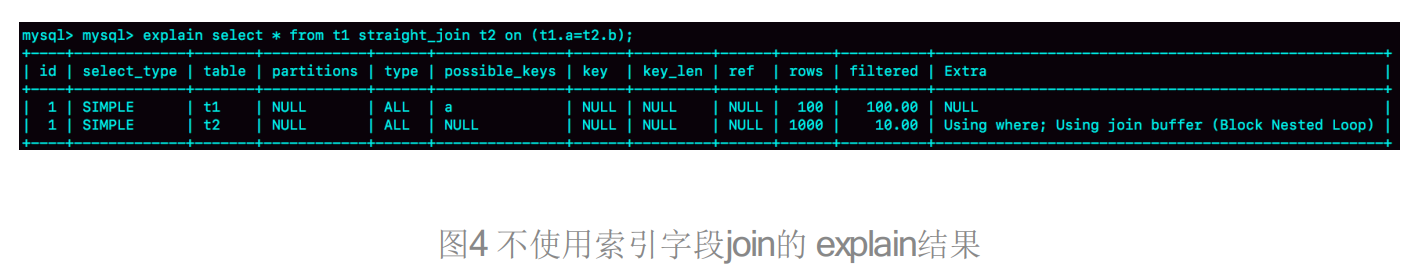 mysql> mysql> explain select * from t1 straight_join t2 on (t1.a=t2.b);
| id | select_type | table | partitions | type | possible_keys | key | key_len | ref | rows | filtered | Extra |
| 1 | SIMPLE | t1 | NULL | ALL | a | NULL | NULL | NULL | 100 | 100.00 | NULL |
| 1 | SIMPLE | t2 | NULL | ALL | NULL | NULL | NULL | NULL | 1000 | 10.00 | Using where; Using join buffer (Block Nested Loop) |
图4 不使用索引字段join的 explain结果